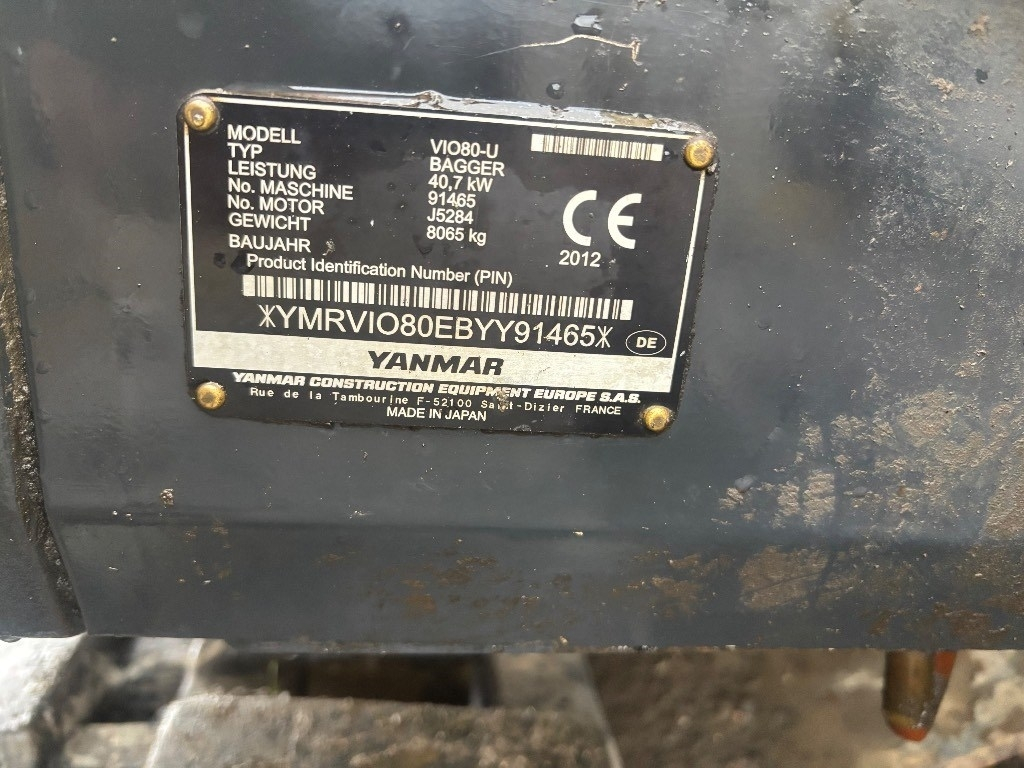 MODELL VIO80-U
TYP BAGGER
LEISTUNG 40,7 kW
No. MASCHINE 91465
No. MOTOR J5284
GEWICHT 8065 kg
CE
BAUJAHR 2012
Product Identification Number (PIN)
*YMRVIO80EBYY91465*
DE
YANMAR
YANMAR CONSTRUCTION EQUIPMENT EUROPE S.A.S.
Rue de la Tambourine F-52100 Saint-Dizier FRANCE
MADE IN JAPAN